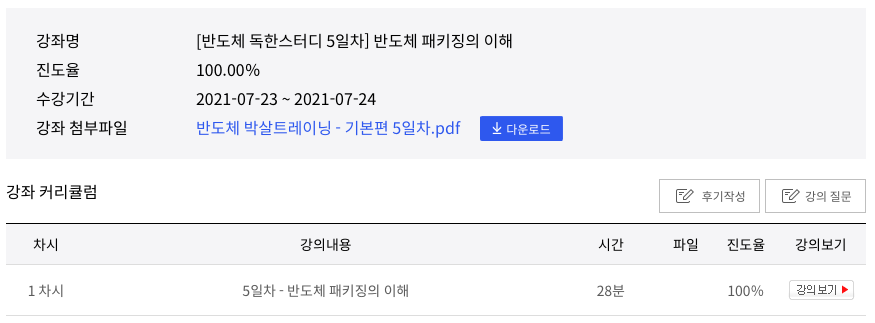 강좌명 [반도체 독한스터디 5일차] 반도체 패키징의 이해
진도율 100.00%
수강기간 2021-07-23 ~ 2021-07-24
강좌 첨부파일 반도체 박살트레이닝 - 기본편 5일차.pdf 다운로드
강좌 커리큘럼 후기작성 강의 질문
차시 강의내용 시간 파일 진도율 강의보기
1 차시 5일차 - 반도체 패키징의 이해 28분 100% 강의보기